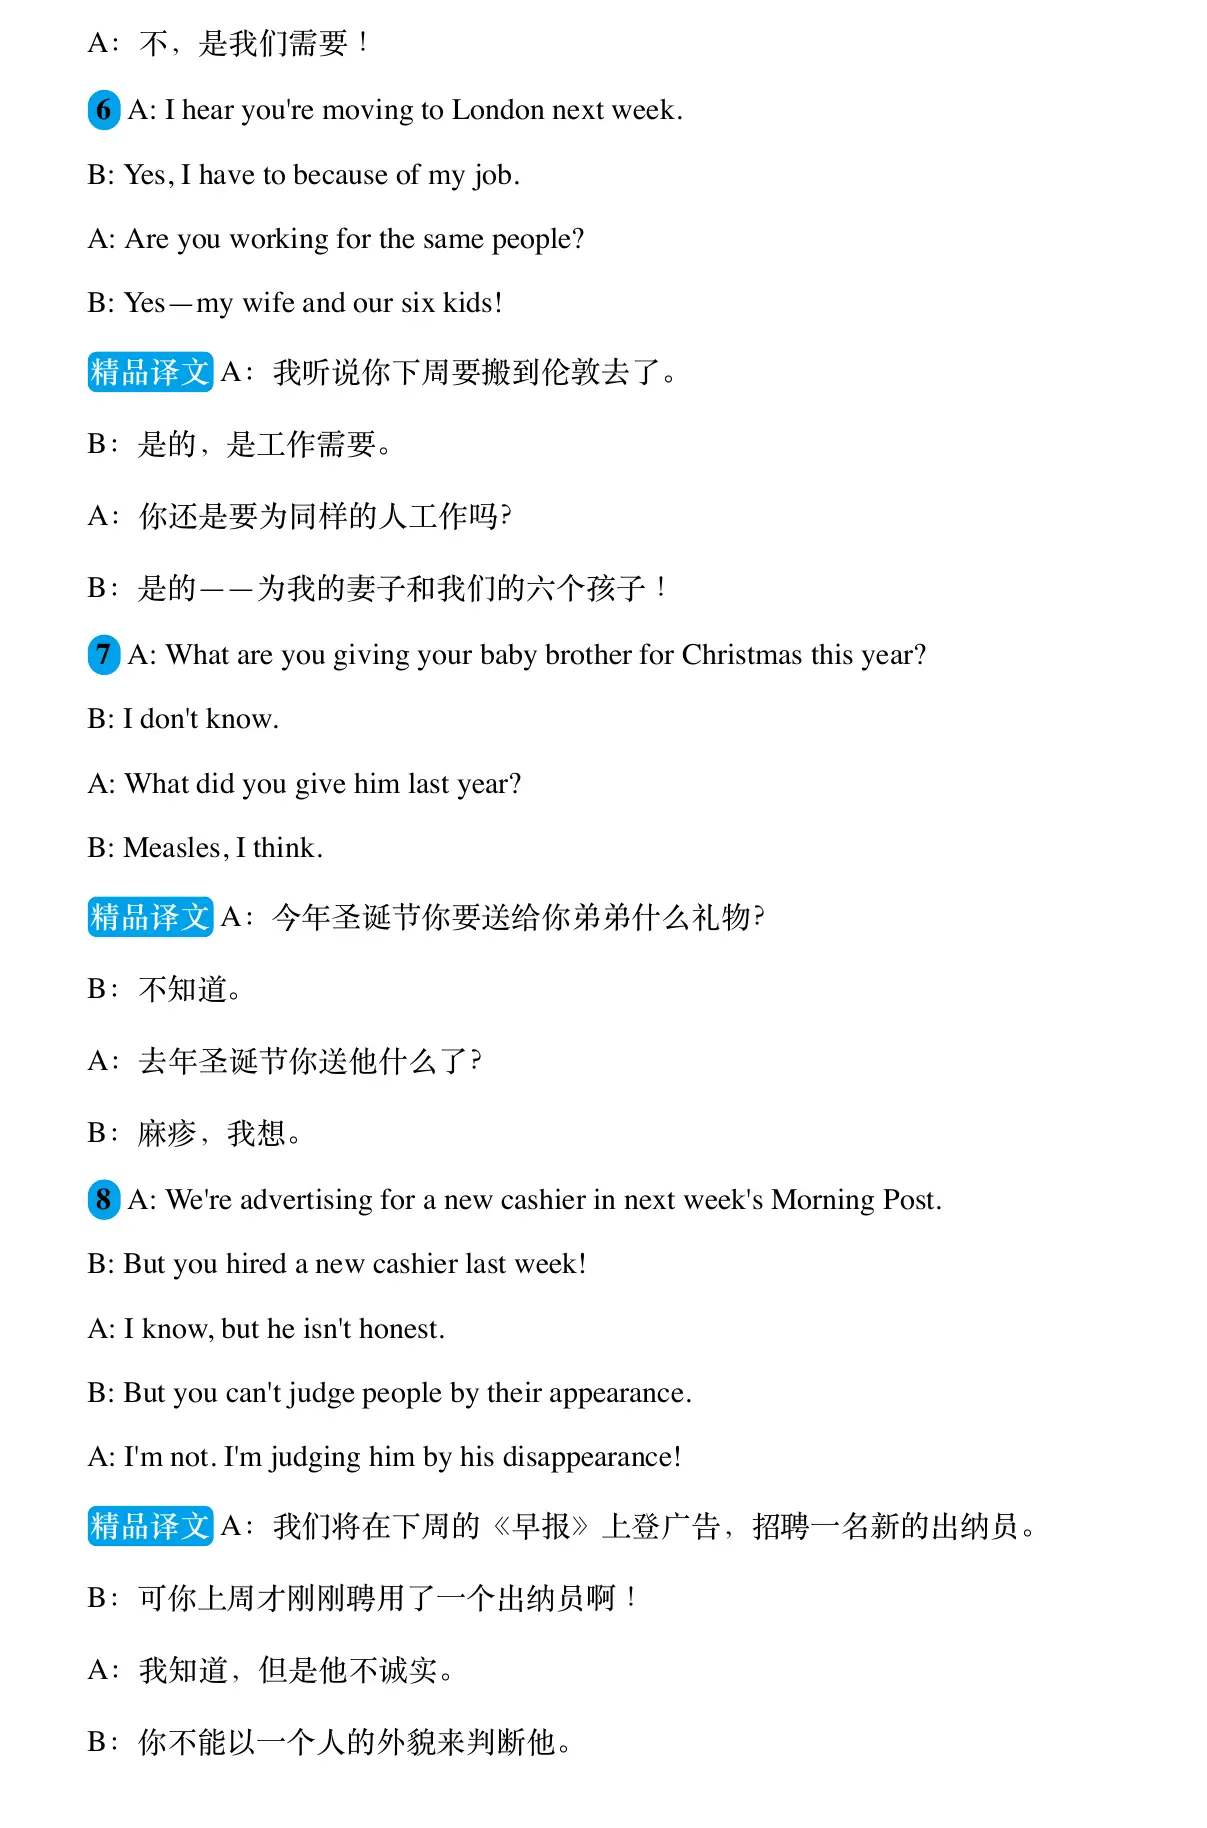 A：不，是我们需要！
6 A: I hear you're moving to London next week.
B: Yes, I have to because of my job.
A: Are you working for the same people?
B: Yes—my wife and our six kids!
精品译文 A：我听说你下周要搬到伦敦去了。
B：是的，是工作需要。
A：你还是要为同样的人工作吗？
B：是的——为我的妻子和我们的六个孩子！
7 A: What are you giving your baby brother for Christmas this year?
B: I don't know.
A: What did you give him last year?
B: Measles, I think.
精品译文 A：今年圣诞节你要送给你弟弟什么礼物？
B：不知道。
A：去年圣诞节你送他什么了？
B：麻疹，我想。
8 A: We're advertising for a new cashier in next week's Morning Post.
B: But you hired a new cashier last week!
A: I know, but he isn't honest.
B: But you can't judge people by their appearance.
A: I'm not. I'm judging him by his disappearance!
精品译文 A：我们将在下周的《早报》上登广告，招聘一名新的出纳员。
B：可你上周才刚刚聘用了一个出纳员啊！
A：我知道，但是他不诚实。
B：你不能以一个人的外貌来判断他。